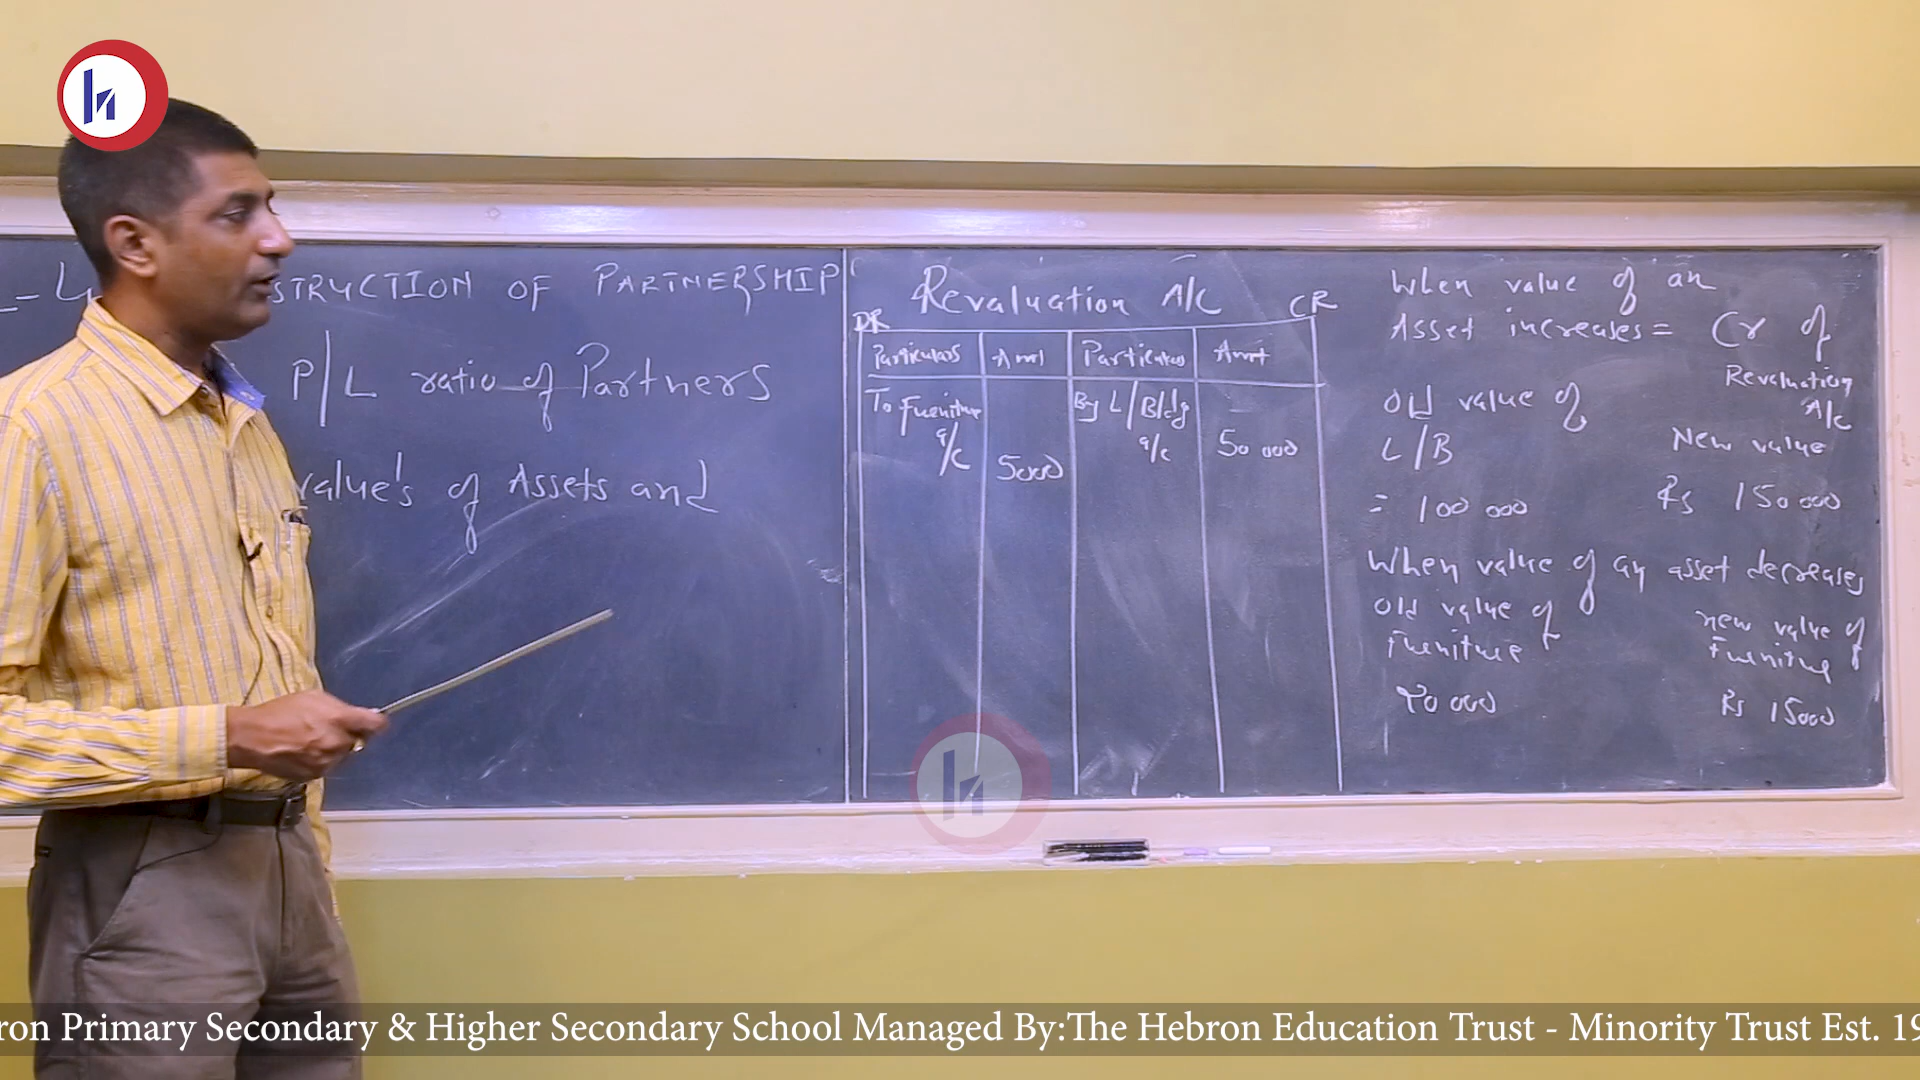 STRUCTION OF PARTNERSHIP
P/L ratio of Partners
value's of Assets and
Revaluation A/C
DR
CR
Particulars Amt Particulars Amt
To Furniture a/c 5000
By L/Bldg a/c 50 000
When value of an
Asset increases = Cr of
Revaluation
A/c
Old value of
L/B
New value
= 100 000
Rs 150 000
When value of an asset decreases
Old value of
Furniture
new value of
Furniture
20 000
Rs 15000
ron Primary Secondary & Higher Secondary School Managed By:The Hebron Education Trust - Minority Trust Est. 19